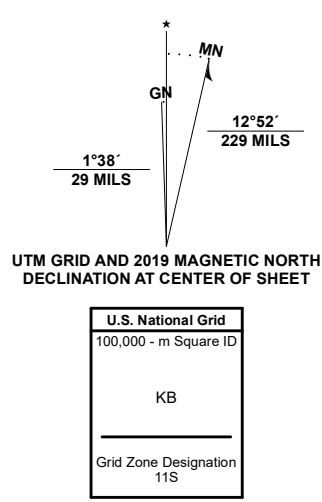 ★
MN
GN
12°52´
229 MILS
1°38´
29 MILS
UTM GRID AND 2019 MAGNETIC NORTH
DECLINATION AT CENTER OF SHEET
U.S. National Grid
100,000 - m Square ID
KB
Grid Zone Designation
11S